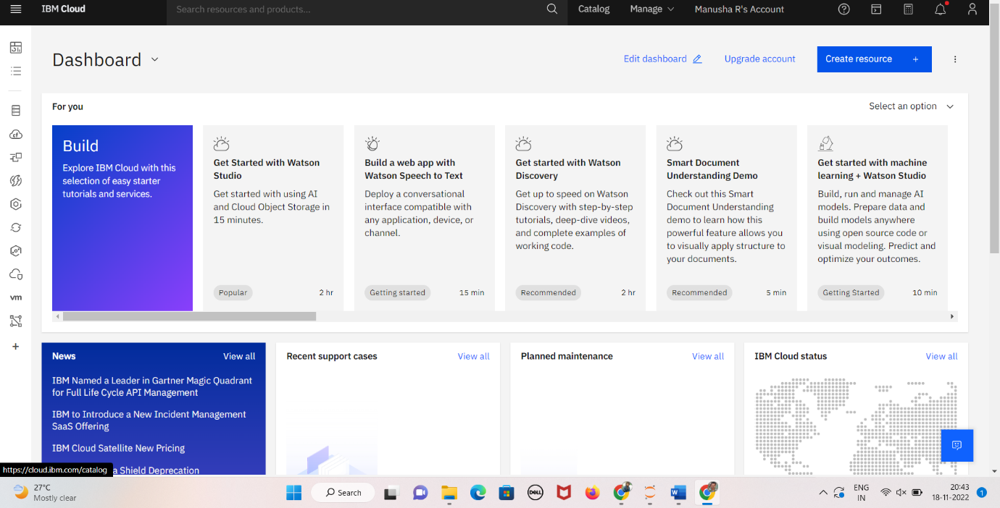 IBM Cloud
Search resources and products...
Catalog
Manage
Manusha R's Account
Dashboard
Edit dashboard
Upgrade account
Create resource +
For you
Select an option
Build
Explore IBM Cloud with this
selection of easy starter
tutorials and services.
Get Started with Watson
Studio
Get started with using AI
and Cloud Object Storage in
15 minutes.
Popular
2 hr
Build a web app with
Watson Speech to Text
Deploy a conversational
interface compatible with
any application, device, or
channel.
Getting started
15 min
Get started with Watson
Discovery
Get up to speed on Watson
Discovery with step-by-step
tutorials, deep-dive videos,
and complete examples of
working code.
Recommended
2 hr
Smart Document
Understanding Demo
Check out this Smart
Document Understanding
demo to learn how this
powerful feature allows you
to visually apply structure to
your documents.
Recommended
5 min
Get started with machine
learning + Watson Studio
Build, run and manage AI
models. Prepare data and
build models anywhere
using open source code or
visual modeling. Predict and
optimize your outcomes.
Getting Started
10 min
vm
News
View all
IBM Named a Leader in Gartner Magic Quadrant
for Full Life Cycle API Management
IBM to Introduce a New Incident Management
SaaS Offering
IBM Cloud Satellite New Pricing
a Shield Deprecation
Recent support cases
View all
Planned maintenance
View all
IBM Cloud status
View all
https://cloud.ibm.com/catalog
27°C
Mostly clear
Search
DELL
W
ENG
IN
20:43
18-11-2022
1